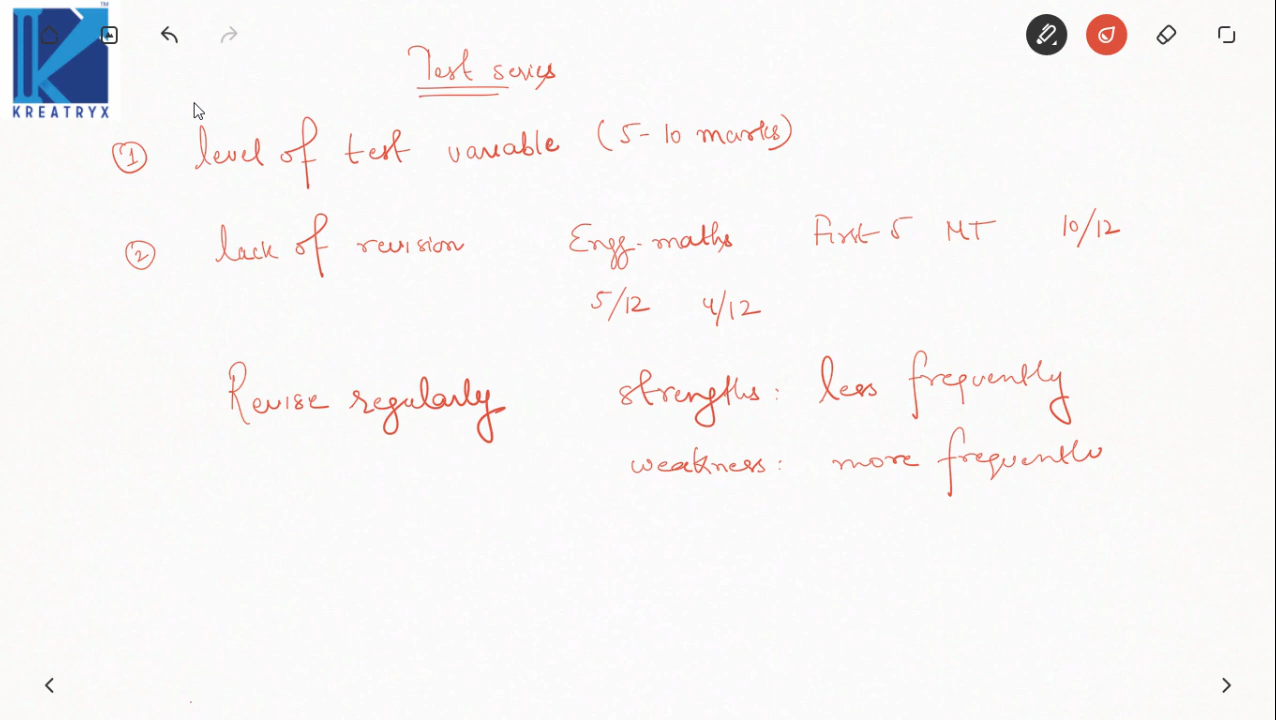 KREATRYX
Test series
① level of test variable (5-10 marks)
② lack of revision Engg. maths First 5 MT 10/12
5/12 4/12
Revise regularly strengths: less frequently
weakness: more frequently